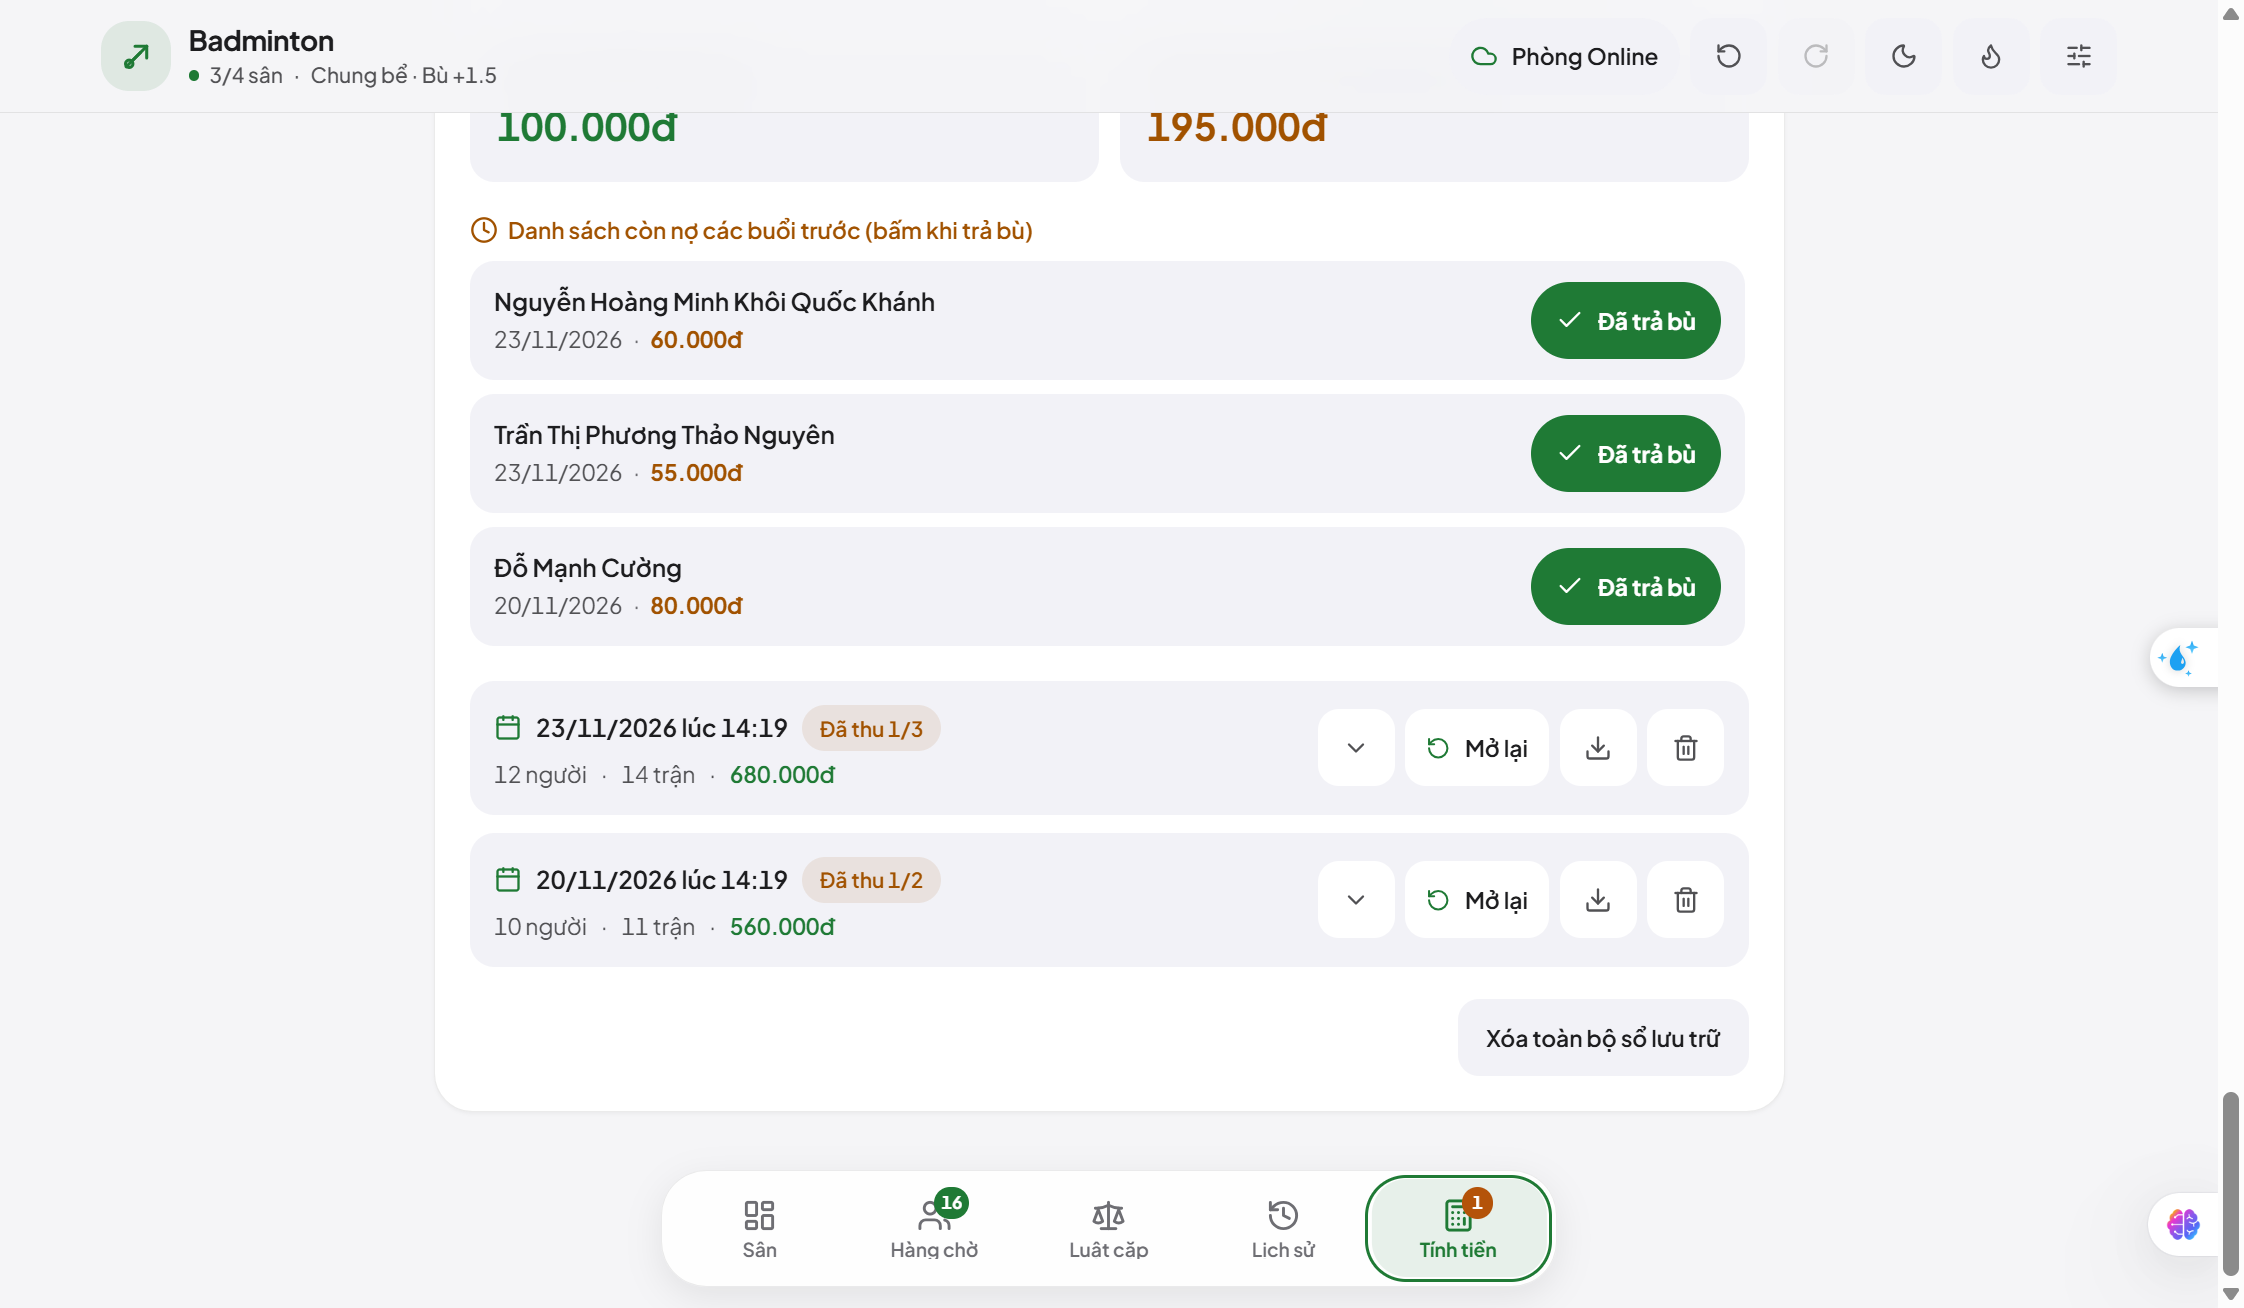 Badminton
3/4 sân · Chung bể · Bù +1.5
Phòng Online
100.000đ
195.000đ
Danh sách còn nợ các buổi trước (bấm khi trả bù)
Nguyễn Hoàng Minh Khôi Quốc Khánh
23/11/2026 · 60.000đ
Đã trả bù
Trần Thị Phương Thảo Nguyên
23/11/2026 · 55.000đ
Đã trả bù
Đỗ Mạnh Cường
20/11/2026 · 80.000đ
Đã trả bù
23/11/2026 lúc 14:19
Đã thu 1/3
12 người · 14 trận · 680.000đ
Mở lại
20/11/2026 lúc 14:19
Đã thu 1/2
10 người · 11 trận · 560.000đ
Mở lại
Xóa toàn bộ sổ lưu trữ
16
1
Sân
Hàng chờ
Luật cặp
Lịch sử
Tính tiền